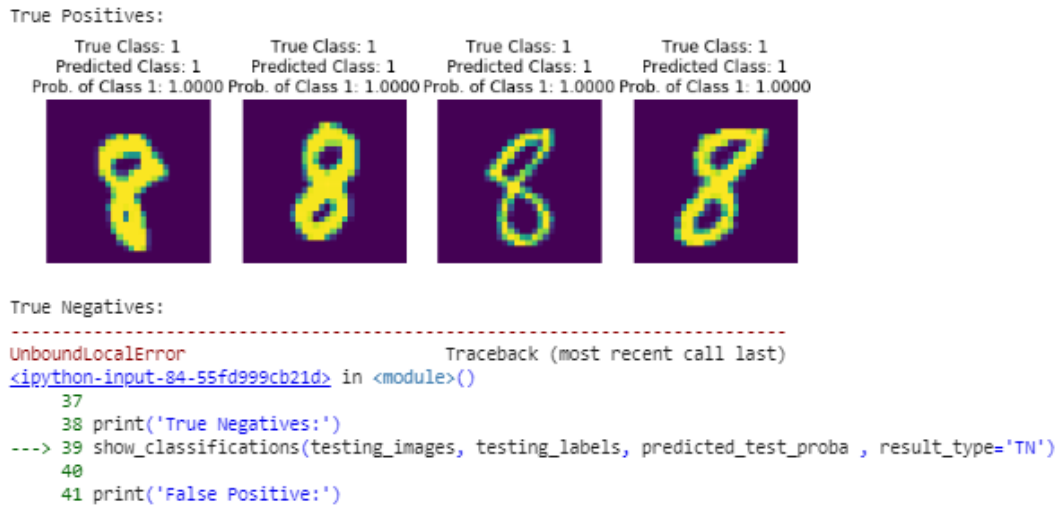 True Positives:
True Class: 1 True Class: 1 True Class: 1 True Class: 1
Predicted Class: 1 Predicted Class: 1 Predicted Class: 1 Predicted Class: 1
Prob. of Class 1: 1.0000 Prob. of Class 1: 1.0000 Prob. of Class 1: 1.0000 Prob. of Class 1: 1.0000
True Negatives:
---------------------------------------------------------------------------
UnboundLocalError Traceback (most recent call last)
<ipython-input-84-55fd999cb21d> in <module>()
37
38 print('True Negatives:')
---> 39 show_classifications(testing_images, testing_labels, predicted_test_proba , result_type='TN')
40
41 print('False Positive:')